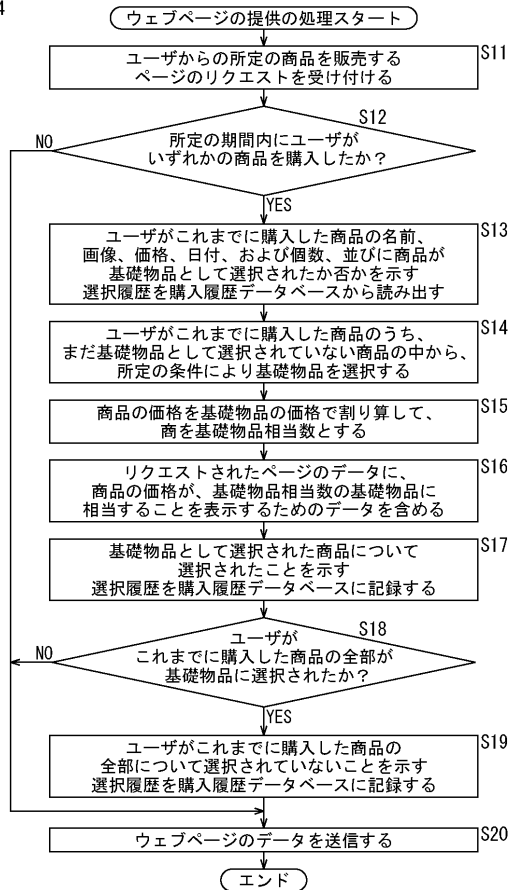 4
ウェブページの提供の処理スタート
S11
ユーザからの所定の商品を販売する
ページのリクエストを受け付ける
S12
NO
所定の期間内にユーザが
いずれかの商品を購入したか？
YES
S13
ユーザがこれまでに購入した商品の名前、
画像、価格、日付、および個数、並びに商品が
基礎物品として選択されたか否かを示す
選択履歴を購入履歴データベースから読み出す
S14
ユーザがこれまでに購入した商品のうち、
まだ基礎物品として選択されていない商品の中から、
所定の条件により基礎物品を選択する
S15
商品の価格を基礎物品の価格で割り算して、
商を基礎物品相当数とする
S16
リクエストされたページのデータに、
商品の価格が、基礎物品相当数の基礎物品に
相当することを表示するためのデータを含める
S17
基礎物品として選択された商品について
選択されたことを示す
選択履歴を購入履歴データベースに記録する
S18
NO
ユーザが
これまでに購入した商品の全部が
基礎物品に選択されたか？
YES
S19
ユーザがこれまでに購入した商品の
全部について選択されていないことを示す
選択履歴を購入履歴データベースに記録する
S20
ウェブページのデータを送信する
エンド